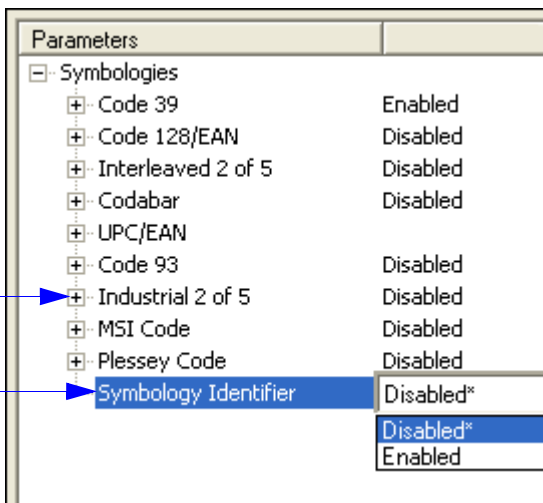 Parameters
Symbologies
Code 39 Enabled
Code 128/EAN Disabled
Interleaved 2 of 5 Disabled
Codabar Disabled
UPC/EAN
Code 93 Disabled
Industrial 2 of 5 Disabled
MSI Code Disabled
Plessey Code Disabled
Symbology Identifier Disabled*
Disabled*
Enabled